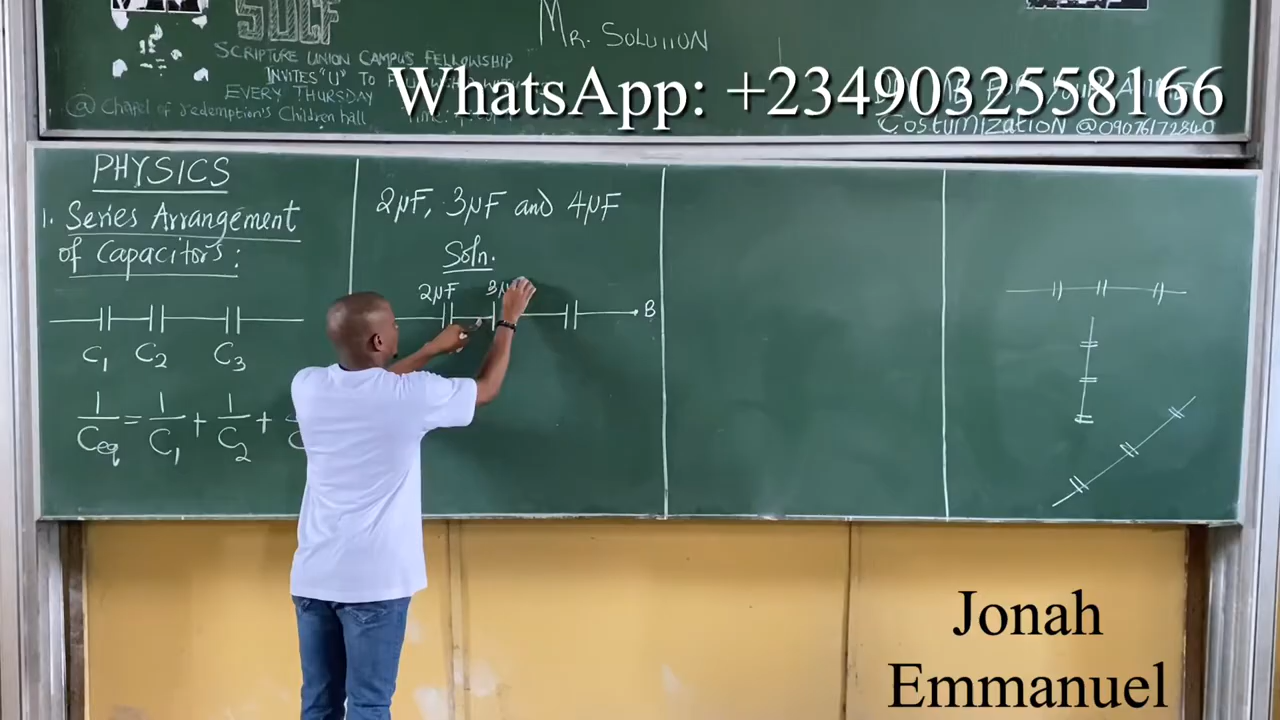 SUCF
MR. SOLUTION
SCRIPTURE UNION CAMPUS FELLOWSHIP
INVITES "U" TO
EVERY THURSDAY
@ Chapel of redemption's Children hall
WhatsApp: +2349032558166
Costumization @09076172840
PHYSICS
1. Series Arrangement
of Capacitors:
C₁ C₂ C₃
1/Ceq = 1/C₁ + 1/C₂ +
2μF, 3μF and 4μF
Soln.
2μF 3μ
B
Jonah
Emmanuel